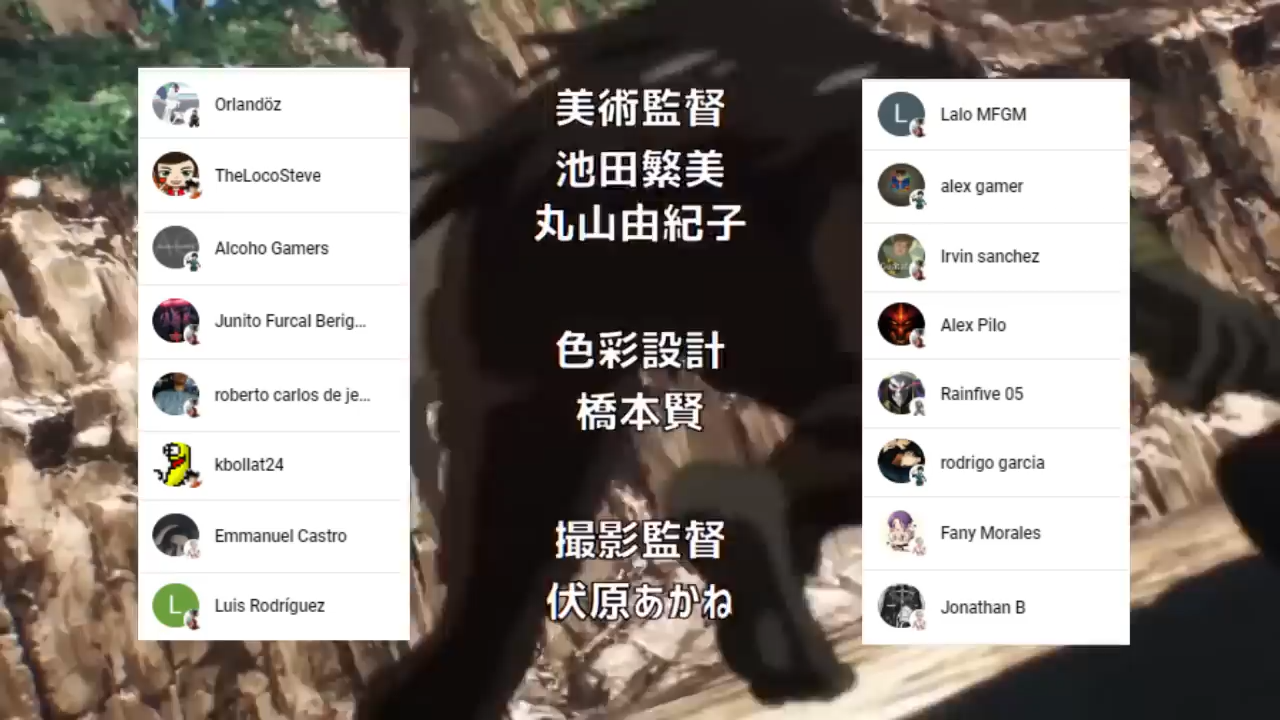 Orlandöz
TheLocoSteve
Alcoho Gamers
Junito Furcal Berig...
roberto carlos de je...
kbollat24
Emmanuel Castro
L
Luis Rodríguez
美術監督
池田繁美
丸山由紀子
色彩設計
橋本賢
撮影監督
伏原あかね
L
Lalo MFGM
alex gamer
Irvin sanchez
Alex Pilo
Rainfive 05
rodrigo garcia
Fany Morales
Jonathan B